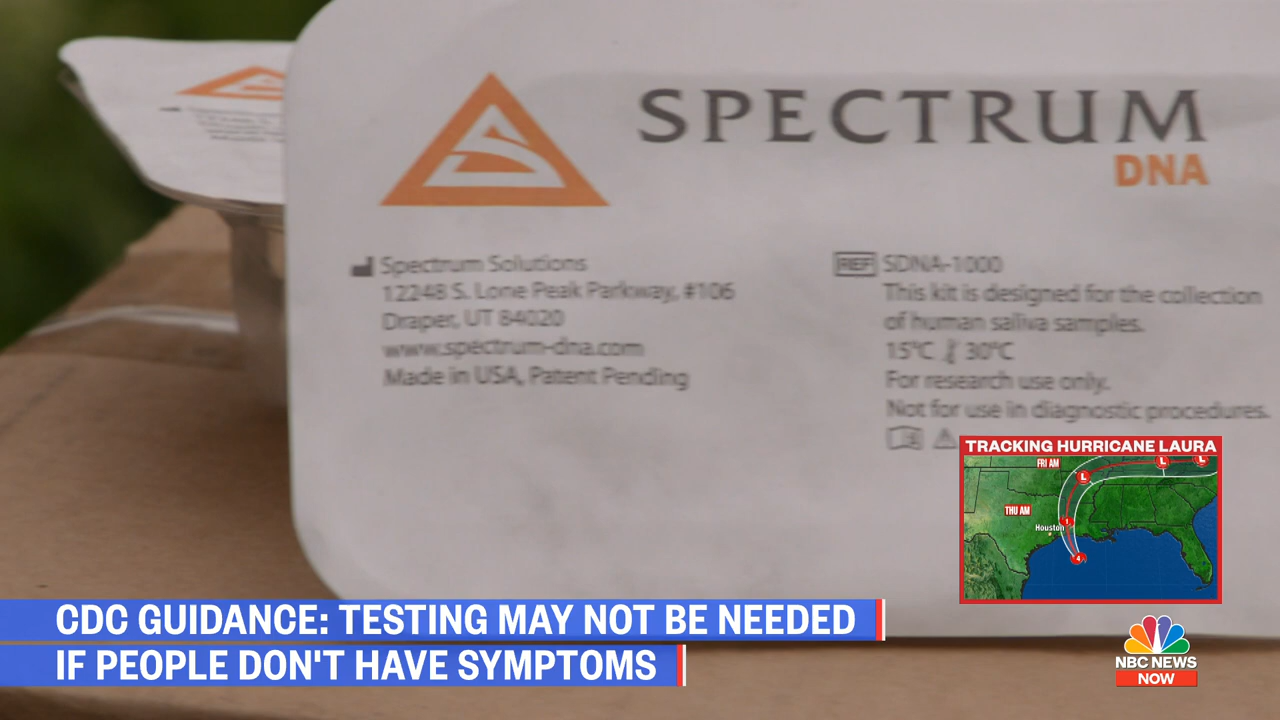 SPECTRUM
DNA
Spectrum Solutions
12248 S. Lone Peak Parkway, #106
Draper, UT 84020
www.spectrum-dna.com
Made in USA, Patent Pending
REF SDNA-1000
This kit is designed for the collection
of human saliva samples.
15°C 30°C
For research use only.
Not for use in diagnostic procedures.
TRACKING HURRICANE LAURA
FRI AM
L
L
L
THU AM
Houston
1
4
CDC GUIDANCE: TESTING MAY NOT BE NEEDED
IF PEOPLE DON'T HAVE SYMPTOMS
NBC NEWS
NOW